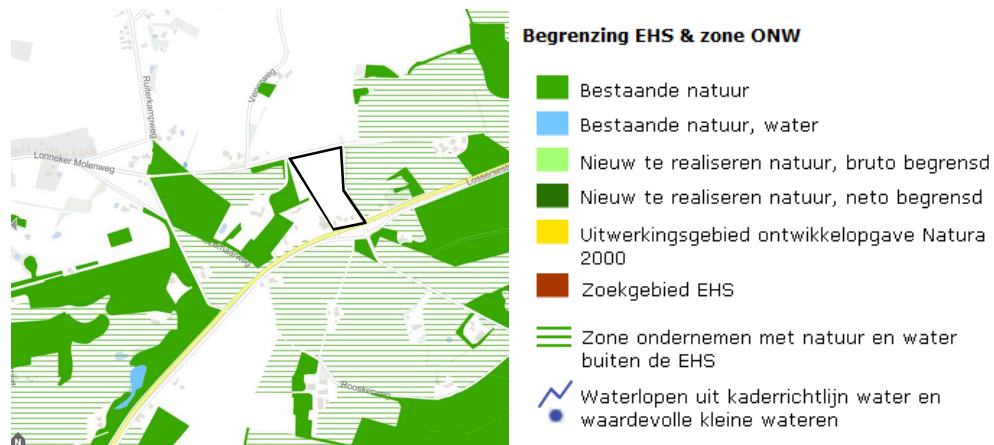 Begrenzing EHS & zone ONW
Bestaande natuur
Bestaande natuur, water
Nieuw te realiseren natuur, bruto begrensd
Nieuw te realiseren natuur, neto begrensd
Uitwerkingsgebied ontwikkelopgave Natura
2000
Zoekgebied EHS
Zone ondernemen met natuur en water
buiten de EHS
Waterlopen uit kaderrichtlijn water en
waardevolle kleine wateren
Ruiterkampweg
Lonneker Molenweg
Rooskersweg
N